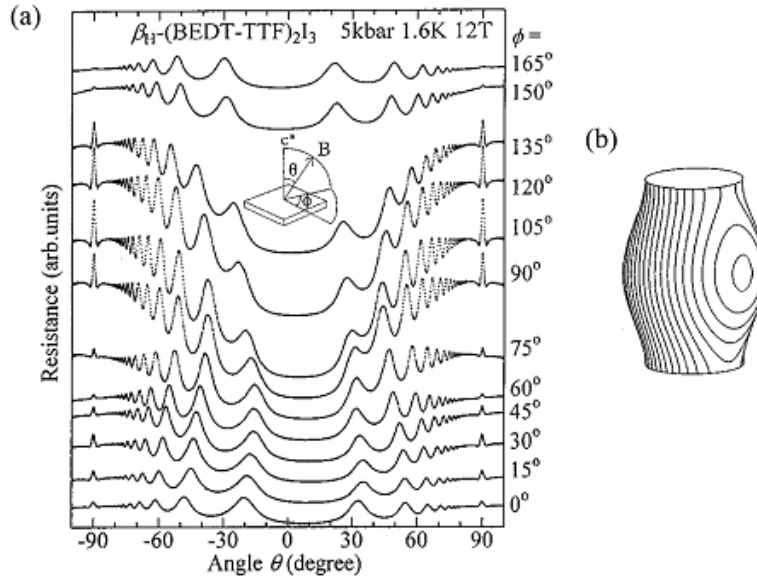 (a)
β_H-(BEDT-TTF)₂I₃ 5kbar 1.6K 12T
ϕ =
165°
150°
135°
120°
105°
90°
75°
60°
45°
30°
15°
0°
c*
B
θ
ϕ
Resistance (arb.units)
-90 -60 -30 0 30 60 90
Angle θ (degree)
(b)